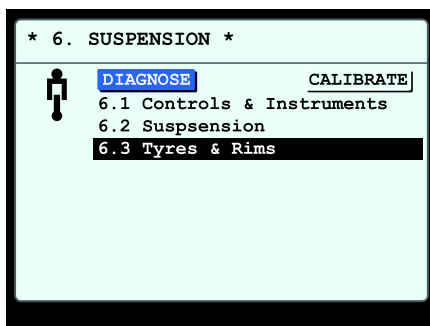 * 6. SUSPENSION *
DIAGNOSE CALIBRATE
6.1 Controls & Instruments
6.2 Suspsension
6.3 Tyres & Rims